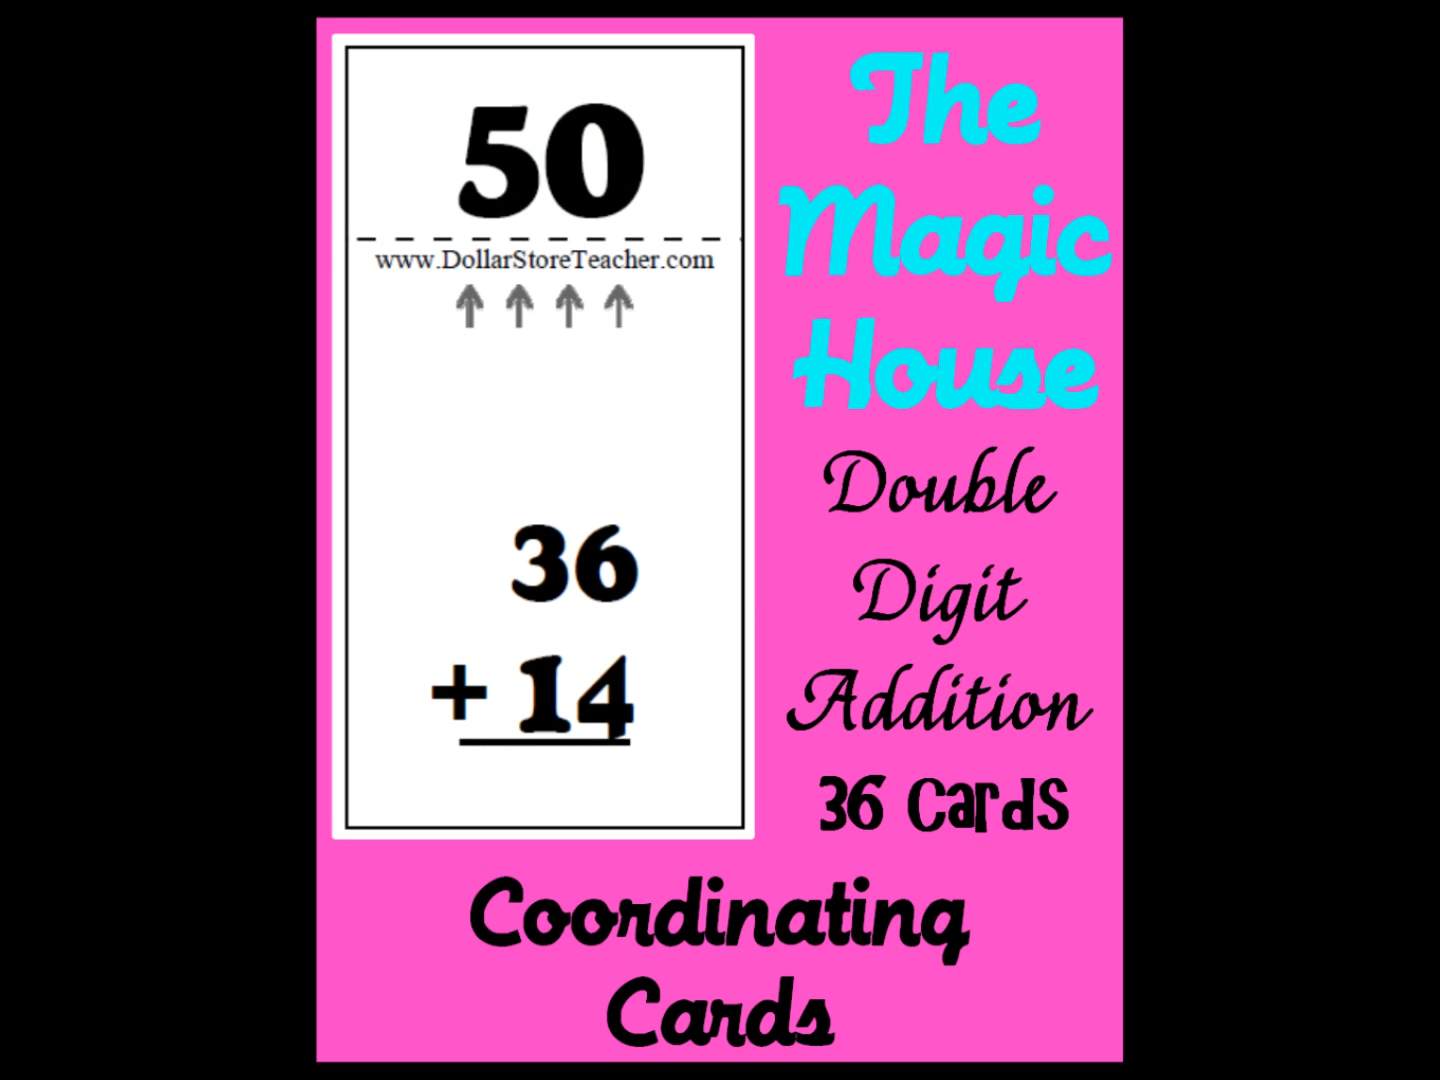 50
www.DollarStoreTeacher.com
36
+ 14
The
Magic
House
Double
Digit
Addition
36 Cards
Coordinating
Cards